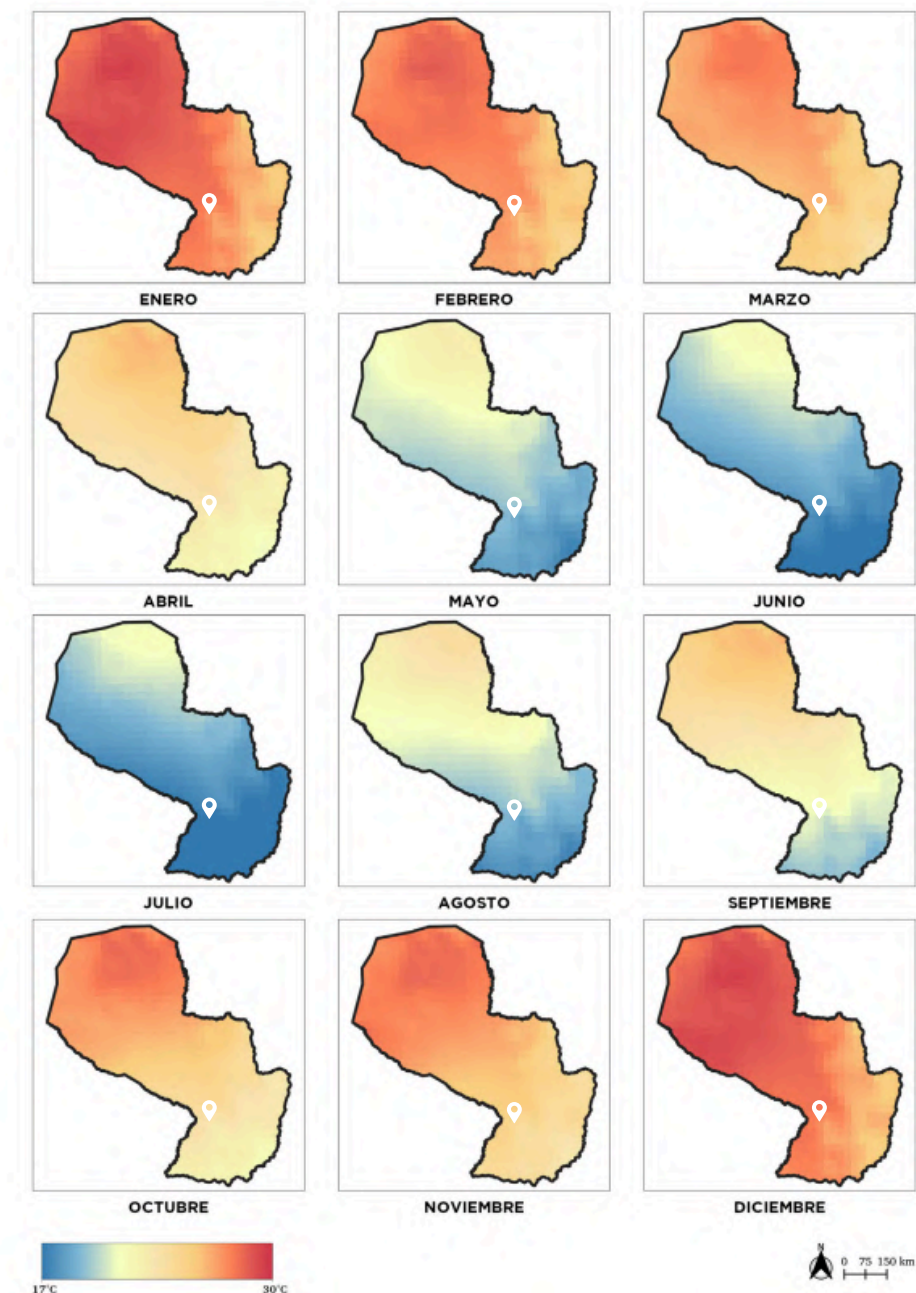 ENERO
FEBRERO
MARZO
ABRIL
MAYO
JUNIO
JULIO
AGOSTO
SEPTIEMBRE
OCTUBRE
NOVIEMBRE
DICIEMBRE
17°C
30°C
N
0 75 150 km